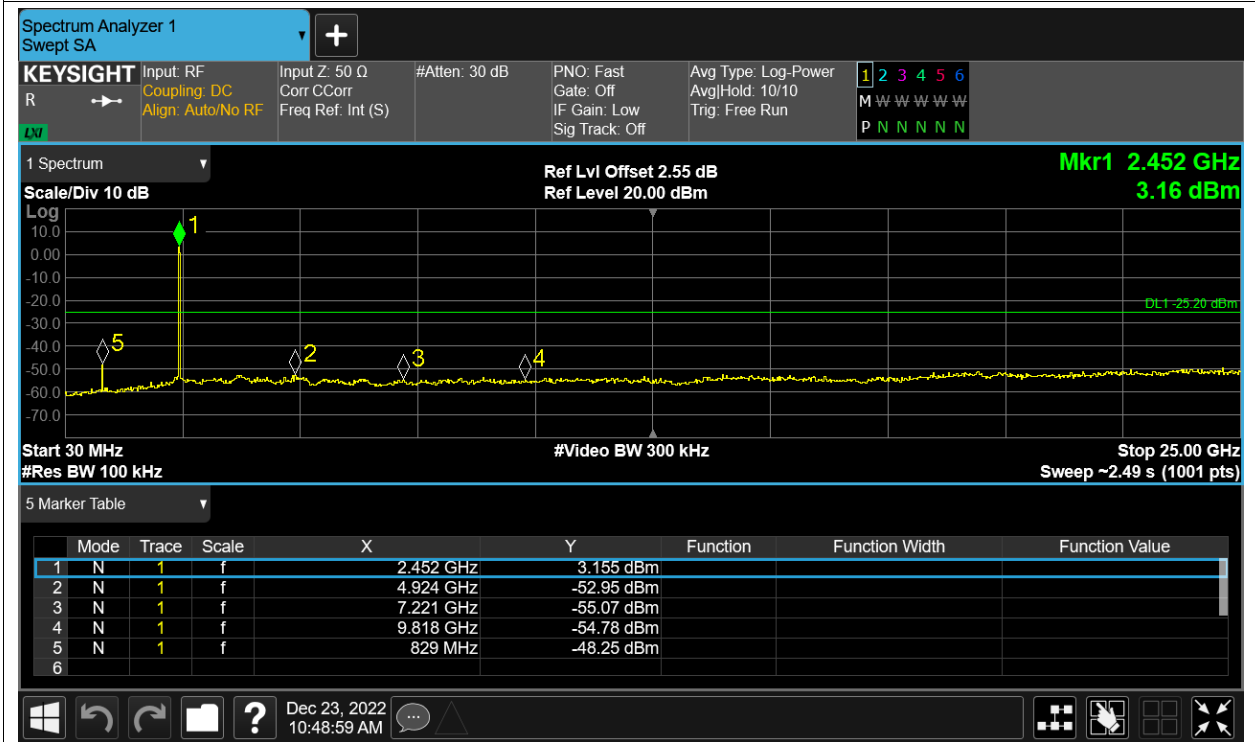 Spectrum Analyzer 1
Swept SA
+
KEYSIGHT
R
LXI
Input: RF
Coupling: DC
Align: Auto/No RF
Input Z: 50 Ω
Corr CCorr
Freq Ref: Int (S)
#Atten: 30 dB
PNO: Fast
Gate: Off
IF Gain: Low
Sig Track: Off
Avg Type: Log-Power
Avg|Hold: 10/10
Trig: Free Run
1 2 3 4 5 6
M W W W W W
P N N N N N
1 Spectrum
Scale/Div 10 dB
Ref Lvl Offset 2.55 dB
Ref Level 20.00 dBm
Mkr1 2.452 GHz
3.16 dBm
Log
10.0
0.00
-10.0
-20.0
-30.0
-40.0
-50.0
-60.0
-70.0
1
DL1 -25.20 dBm
5
2
3
4
Start 30 MHz
#Res BW 100 kHz
#Video BW 300 kHz
Stop 25.00 GHz
Sweep ~2.49 s (1001 pts)
5 Marker Table
Mode Trace Scale X Y Function Function Width Function Value
1 N 1 f 2.452 GHz 3.155 dBm
2 N 1 f 4.924 GHz -52.95 dBm
3 N 1 f 7.221 GHz -55.07 dBm
4 N 1 f 9.818 GHz -54.78 dBm
5 N 1 f 829 MHz -48.25 dBm
6
?
Dec 23, 2022
10:48:59 AM